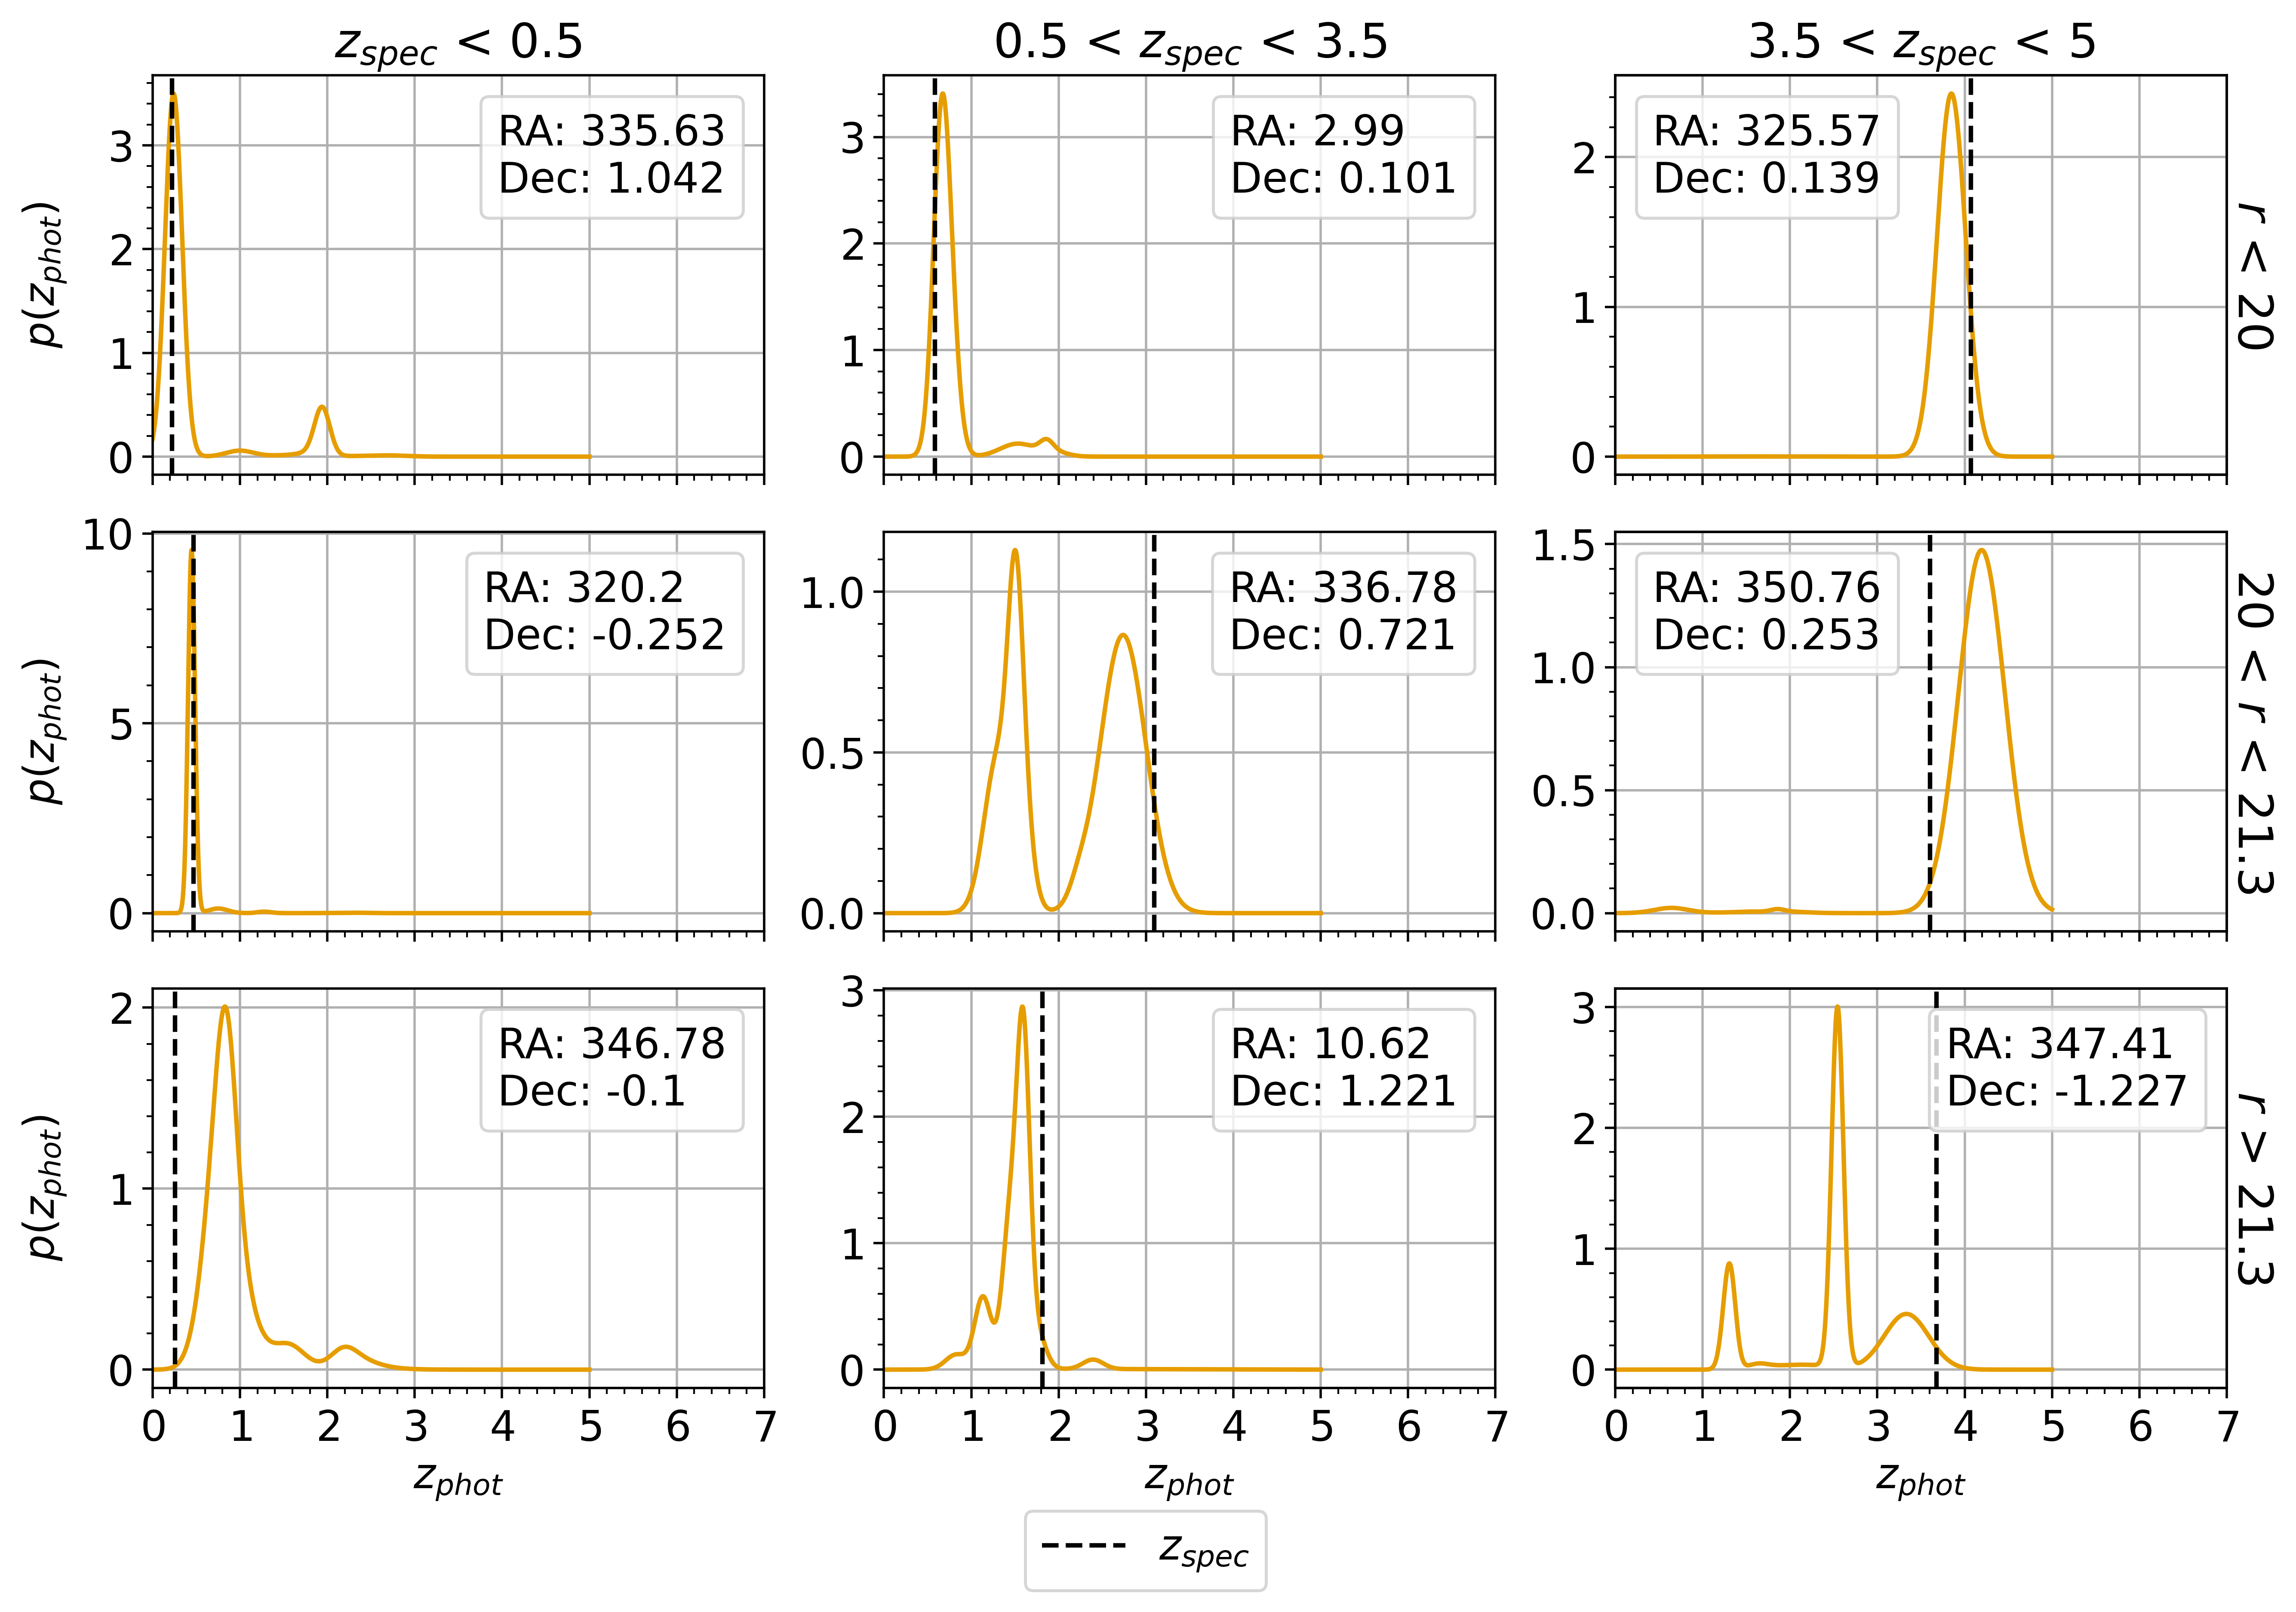 z_spec < 0.5
0.5 < z_spec < 3.5
3.5 < z_spec < 5
p(z_phot)
3
2
1
0
RA: 335.63
Dec: 1.042
3
2
1
0
RA: 2.99
Dec: 0.101
2
1
0
RA: 325.57
Dec: 0.139
r < 20
p(z_phot)
10
5
0
RA: 320.2
Dec: -0.252
1.0
0.5
0.0
RA: 336.78
Dec: 0.721
1.5
1.0
0.5
0.0
RA: 350.76
Dec: 0.253
20 < r < 21.3
p(z_phot)
2
1
0
RA: 346.78
Dec: -0.1
3
2
1
0
RA: 10.62
Dec: 1.221
3
2
1
0
RA: 347.41
Dec: -1.227
r > 21.3
0 1 2 3 4 5 6 7
0 1 2 3 4 5 6 7
0 1 2 3 4 5 6 7
z_phot
z_phot
z_phot
z_spec